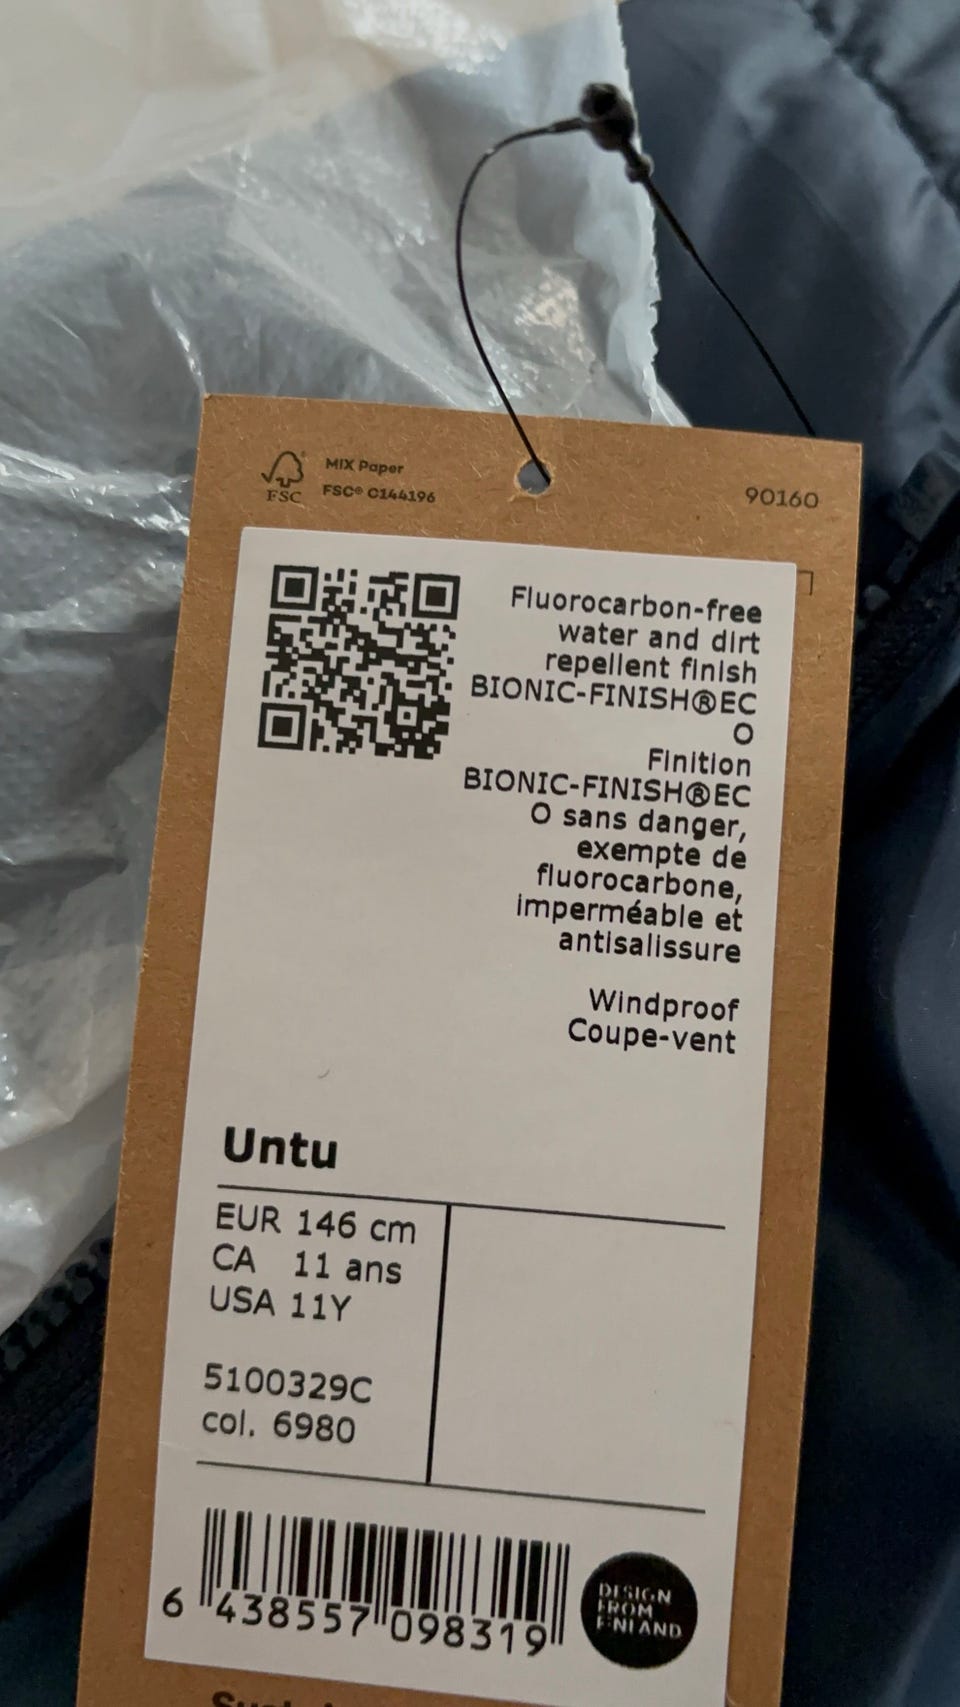 FSC
MIX Paper
FSC® C144196
90160
Fluorocarbon-free
water and dirt
repellent finish
BIONIC-FINISH®EC
O
Finition
BIONIC-FINISH®EC
O sans danger,
exempte de
fluorocarbone,
imperméable et
antisalissure
Windproof
Coupe-vent
Untu
EUR 146 cm
CA 11 ans
USA 11Y
5100329C
col. 6980
6 438557 098319
DESIGN
FROM
FINLAND